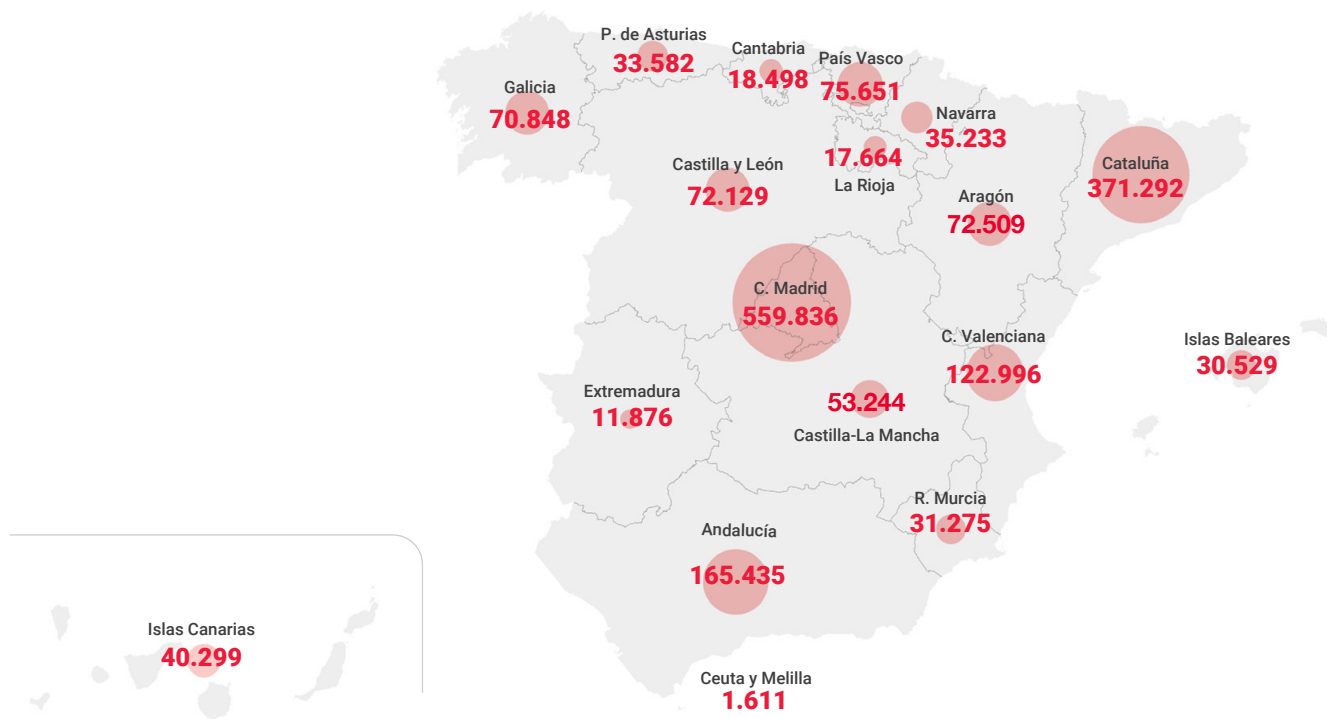 P. de Asturias
33.582
Cantabria
18.498
País Vasco
75.651
Galicia
70.848
Navarra
35.233
Castilla y León
72.129
17.664
La Rioja
Cataluña
371.292
Aragón
72.509
C. Madrid
559.836
C. Valenciana
122.996
Islas Baleares
30.529
Extremadura
11.876
53.244
Castilla-La Mancha
R. Murcia
31.275
Andalucía
165.435
Islas Canarias
40.299
Ceuta y Melilla
1.611